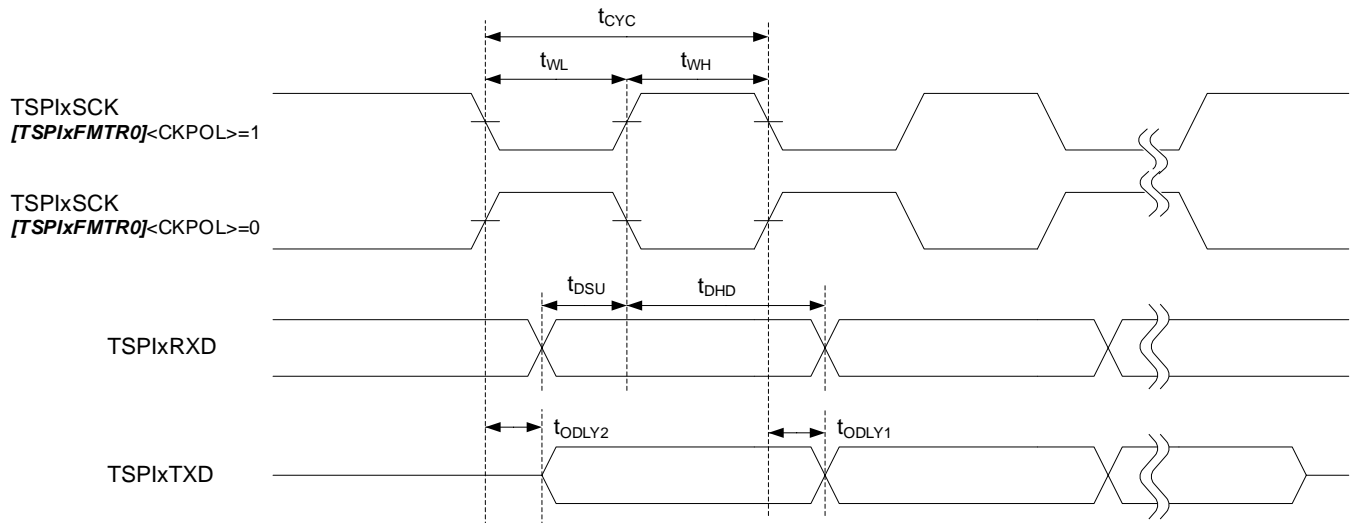 tCYC
tWL tWH
TSPIxSCK
[TSPIxFMTR0]<CKPOL>=1
TSPIxSCK
[TSPIxFMTR0]<CKPOL>=0
tDSU tDHD
TSPIxRXD
tODLY2 tODLY1
TSPIxTXD